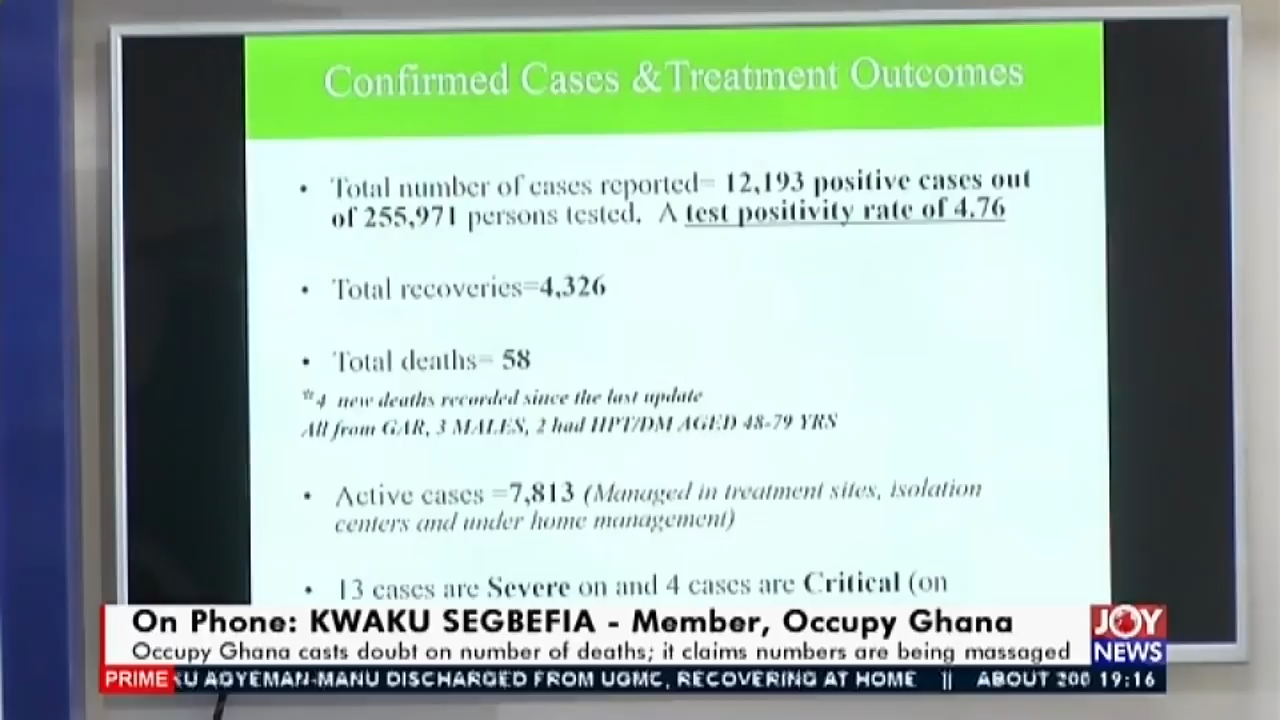 Confirmed Cases &Treatment Outcomes
• Total number of cases reported= 12,193 positive cases out
of 255,971 persons tested. A test positivity rate of 4.76
• Total recoveries=4,326
• Total deaths= 58
*4 new deaths recorded since the last update
All from GAR, 3 MALES, 2 had HPT/DM AGED 48-79 YRS
• Active cases =7,813 (Managed in treatment sites, isolation
centers and under home management)
• 13 cases are Severe on and 4 cases are Critical (on
On Phone: KWAKU SEGBEFIA - Member, Occupy Ghana
Occupy Ghana casts doubt on number of deaths; it claims numbers are being massaged
JOY
NEWS
PRIME KU AGYEMAN-MANU DISCHARGED FROM UGMC, RECOVERING AT HOME || ABOUT 200 19:16